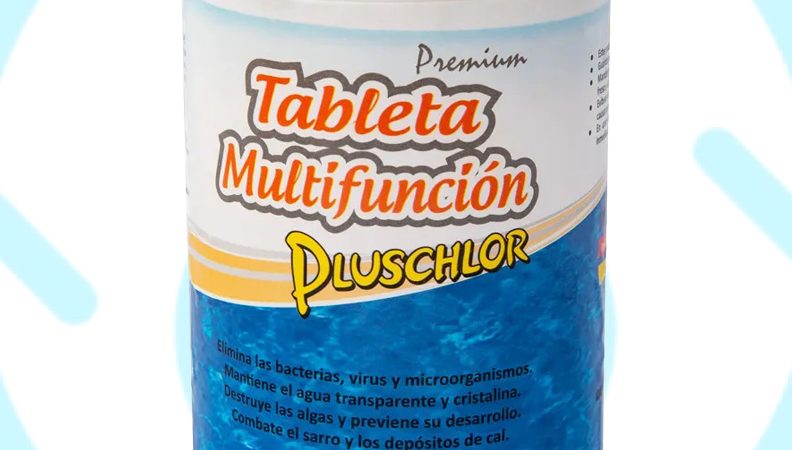 Premium
Tableta
Multifunción
PLUSCHLOR
Elimina las bacterias, virus y microorganismos.
Mantiene el agua transparente y cristalina.
Destruye las algas y previene su desarrollo.
Combate el sarro y los depósitos de cal.